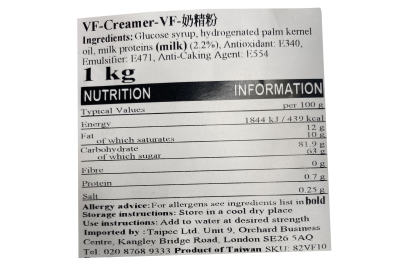 VF-Creamer-VF-奶精粉
Ingredients: Glucose syrup, hydrogenated palm kernel
oil, milk proteins (milk) (2.2%), Antioxidant: E340,
Emulsifier: E471, Anti-Caking Agent: E554
1 kg
NUTRITION INFORMATION
Typical Values per 100 g
Energy 1844 kJ / 439 kcal
Fat 12 g
of which saturates 10 g
Carbohydrate 81.9 g
of which sugar 63 g
Fibre 0 g
Protein 0.7 g
Salt 0.25 g
Allergy advice: For allergens see ingredients list in bold
Storage instructions: Store in a cool dry place
Use instructions: Add to water at desired strength
Imported by : Taipec Ltd, Unit 9, Orchard Business
Centre, Kangley Bridge Road, London SE26 5AQ
Tel. 020 8768 9333 Product of Taiwan SKU: 82VF10